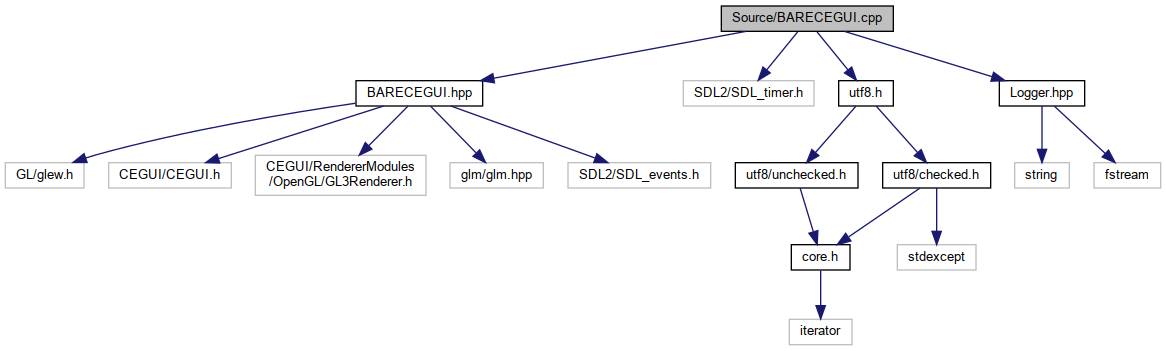 Source/BARECEGUI.cpp
BARECEGUI.hpp
SDL2/SDL_timer.h
utf8.h
Logger.hpp
GL/glew.h
CEGUI/CEGUI.h
CEGUI/RendererModules
/OpenGL/GL3Renderer.h
glm/glm.hpp
SDL2/SDL_events.h
utf8/unchecked.h
utf8/checked.h
string
fstream
core.h
stdexcept
iterator